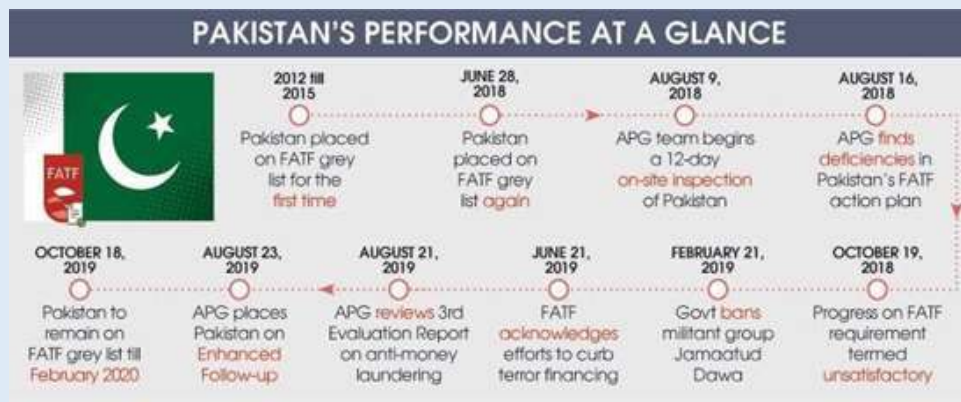 PAKISTAN'S PERFORMANCE AT A GLANCE
FATF
2012 till
2015
Pakistan placed
on FATF grey
list for the
first time
JUNE 28,
2018
Pakistan
placed on
FATF grey
list again
AUGUST 9,
2018
APG team begins
a 12-day
on-site inspection
of Pakistan
AUGUST 16,
2018
APG finds
deficiencies in
Pakistan's FATF
action plan
OCTOBER 19,
2018
Progress on FATF
requirement
termed
unsatisfactory
FEBRUARY 21,
2019
Govt bans
militant group
Jamaatud
Dawa
JUNE 21,
2019
FATF
acknowledges
efforts to curb
terror financing
AUGUST 21,
2019
APG reviews 3rd
Evaluation Report
on anti-money
laundering
AUGUST 23,
2019
APG places
Pakistan on
Enhanced
Follow-up
OCTOBER 18,
2019
Pakistan to
remain on
FATF grey list till
February 2020